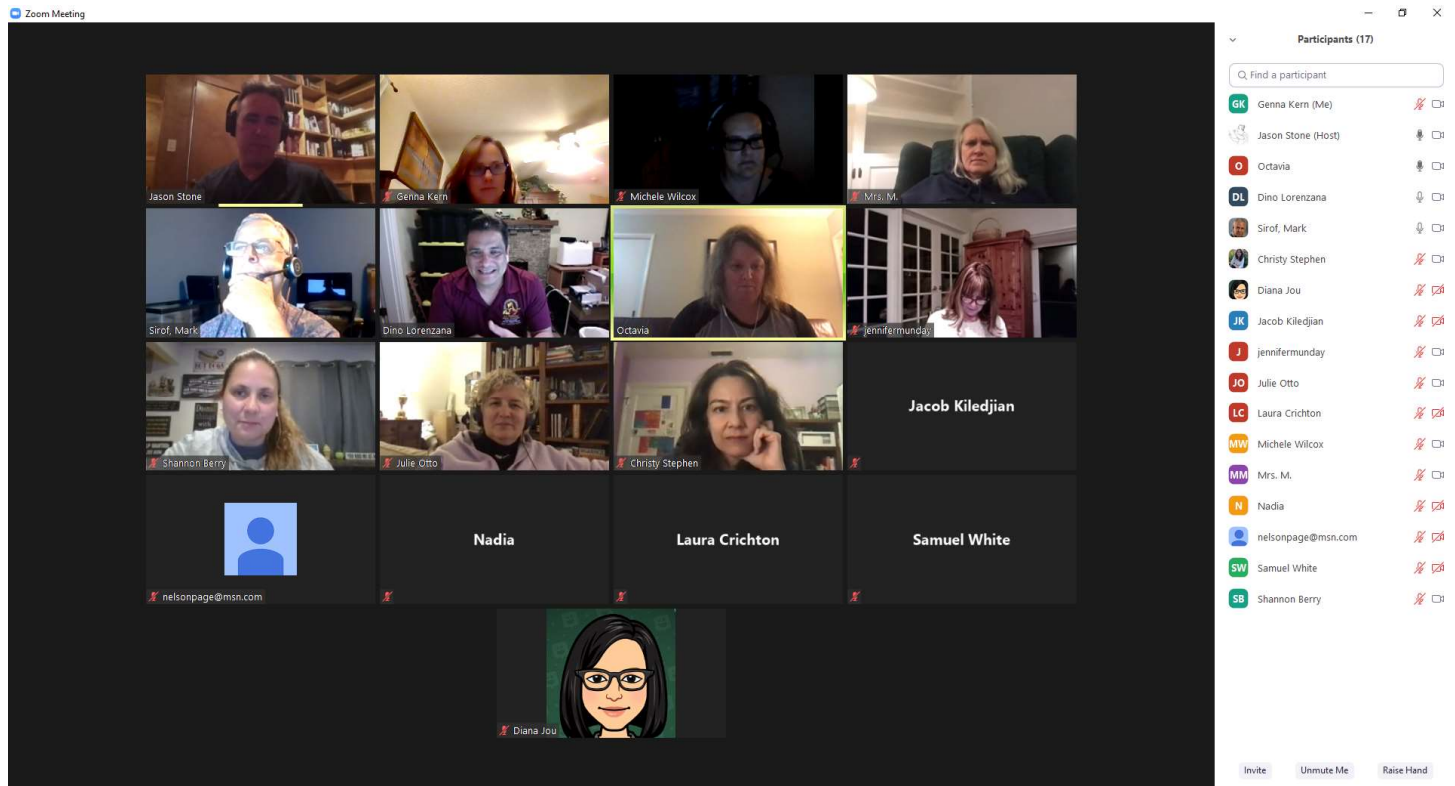 Zoom Meeting
Jason Stone
Genna Kern
Michele Wilcox
Mrs. M.
Sirof, Mark
Dino Lorenzana
Octavia
jennifermunday
Shannon Berry
Julie Otto
Christy Stephen
Jacob Kiledjian
nelsonpage@msn.com
Nadia
Laura Crichton
Samuel White
Diana Jou
Participants (17)
Find a participant
GK Genna Kern (Me)
Jason Stone (Host)
O Octavia
DL Dino Lorenzana
Sirof, Mark
Christy Stephen
Diana Jou
JK Jacob Kiledjian
J jennifermunday
JO Julie Otto
LC Laura Crichton
MW Michele Wilcox
MM Mrs. M.
N Nadia
nelsonpage@msn.com
SW Samuel White
SB Shannon Berry
Invite Unmute Me Raise Hand